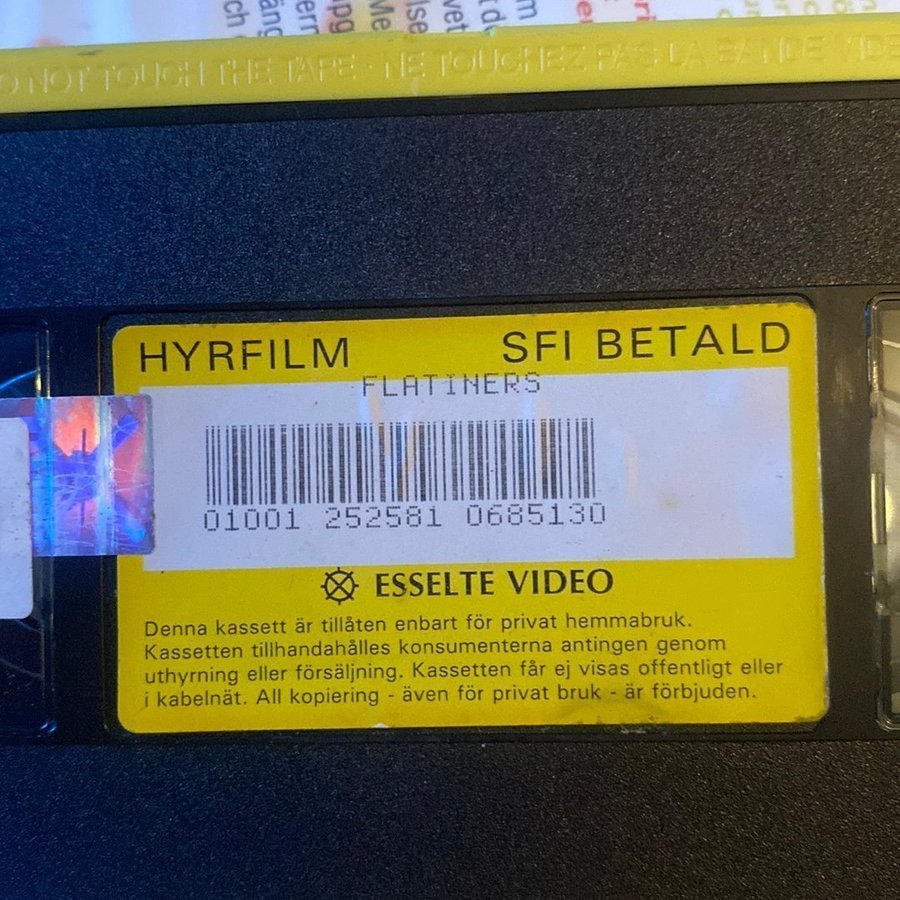 DO NOT TOUCH THE TAPE · NE TOUCHEZ PAS LA BANDE VIDE
HYRFILM SFI BETALD
FLATINERS
01001 252581 0685130
ESSELTE VIDEO
Denna kassett är tillåten enbart för privat hemmabruk.
Kassetten tillhandahålles konsumenterna antingen genom
uthyrning eller försäljning. Kassetten får ej visas offentligt eller
i kabelnät. All kopiering - även för privat bruk - är förbjuden.